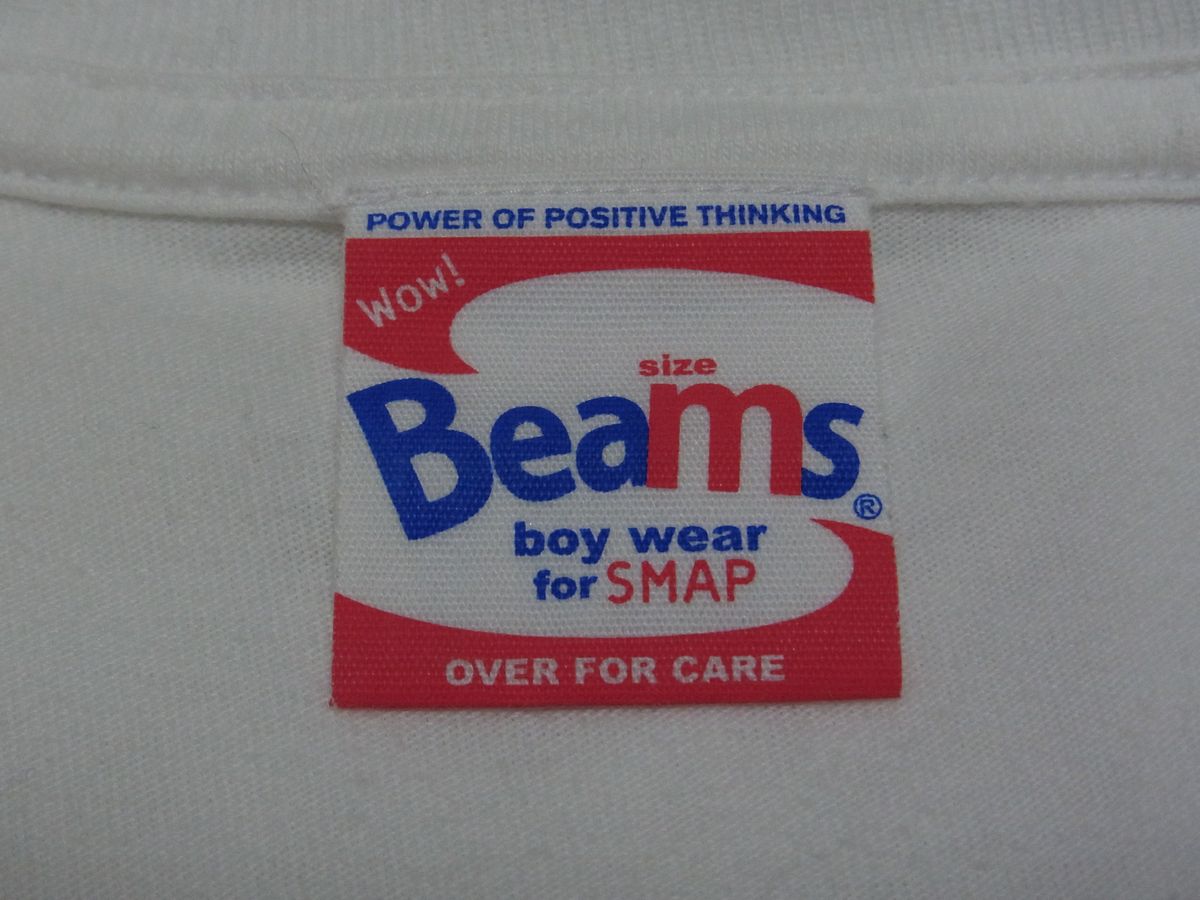 POWER OF POSITIVE THINKING
Wow!
size
Beams®
boy wear
for SMAP
OVER FOR CARE